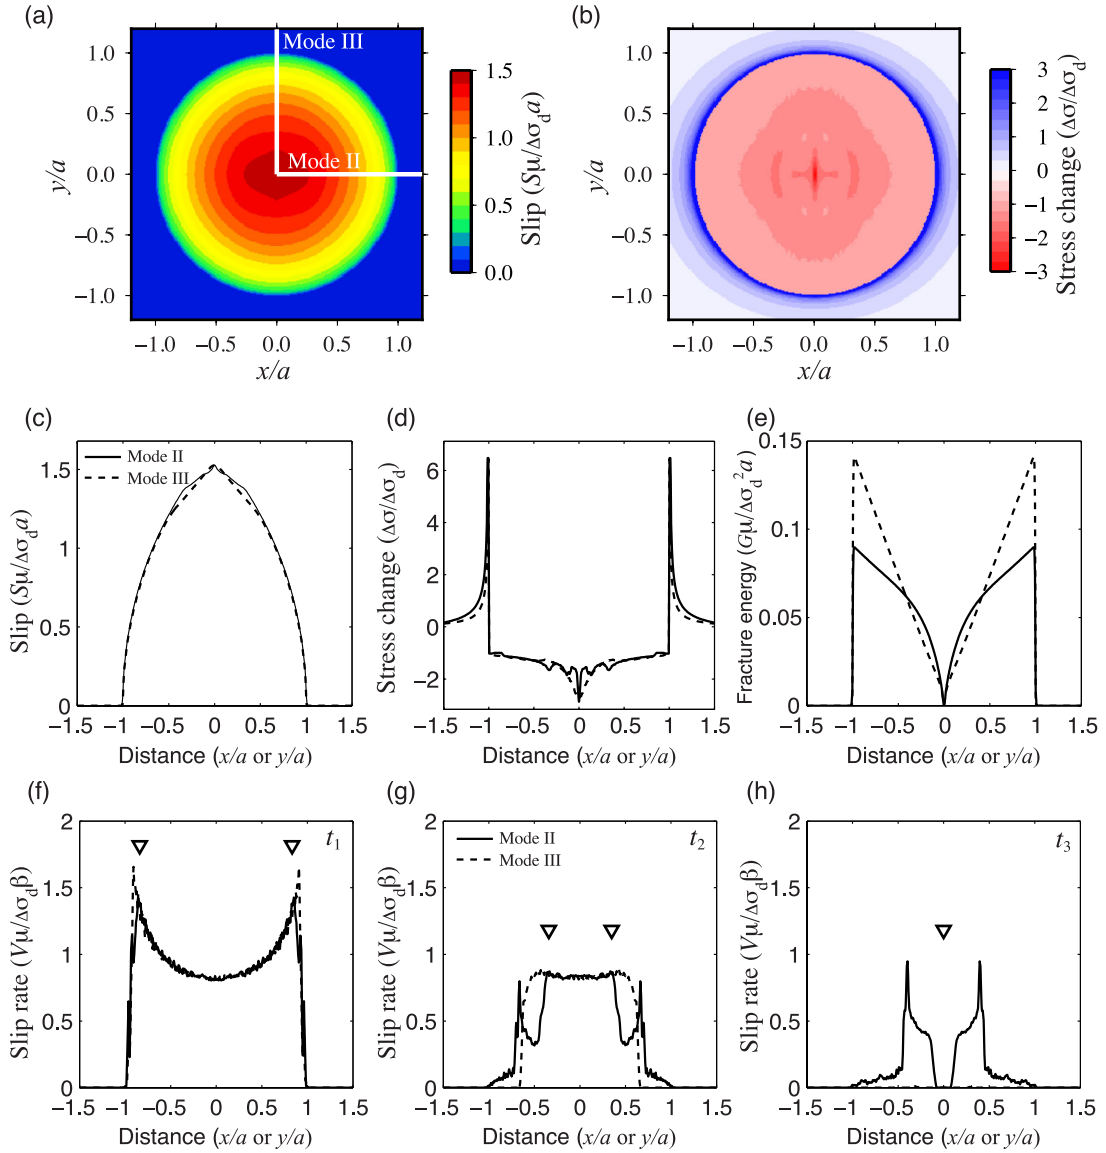 (a)
Mode III
Mode II
1.0
0.5
0.0
−0.5
−1.0
y/a
−1.0 −0.5 0.0 0.5 1.0
x/a
1.5
1.0
0.5
0.0
Slip (Sμ/Δσd a)
(b)
1.0
0.5
0.0
−0.5
−1.0
y/a
−1.0 −0.5 0.0 0.5 1.0
x/a
3
2
1
0
−1
−2
−3
Stress change (Δσ/Δσd)
(c)
Mode II
Mode III
1.5
1
0.5
0
Slip (Sμ/Δσd a)
−1.5 −1 −0.5 0 0.5 1 1.5
Distance (x/a or y/a)
(d)
6
4
2
0
−2
Stress change (Δσ/Δσd)
−1.5 −1 −0.5 0 0.5 1 1.5
Distance (x/a or y/a)
(e)
0.15
0.1
0.05
0
Fracture energy (Gμ/Δσd²a)
−1.5 −1 −0.5 0 0.5 1 1.5
Distance (x/a or y/a)
(f)
t1
2
1.5
1
0.5
0
Slip rate (Vμ/Δσdβ)
−1.5 −1 −0.5 0 0.5 1 1.5
Distance (x/a or y/a)
(g)
Mode II
Mode III
t2
2
1.5
1
0.5
0
Slip rate (Vμ/Δσdβ)
−1.5 −1 −0.5 0 0.5 1 1.5
Distance (x/a or y/a)
(h)
t3
2
1.5
1
0.5
0
Slip rate (Vμ/Δσdβ)
−1.5 −1 −0.5 0 0.5 1 1.5
Distance (x/a or y/a)